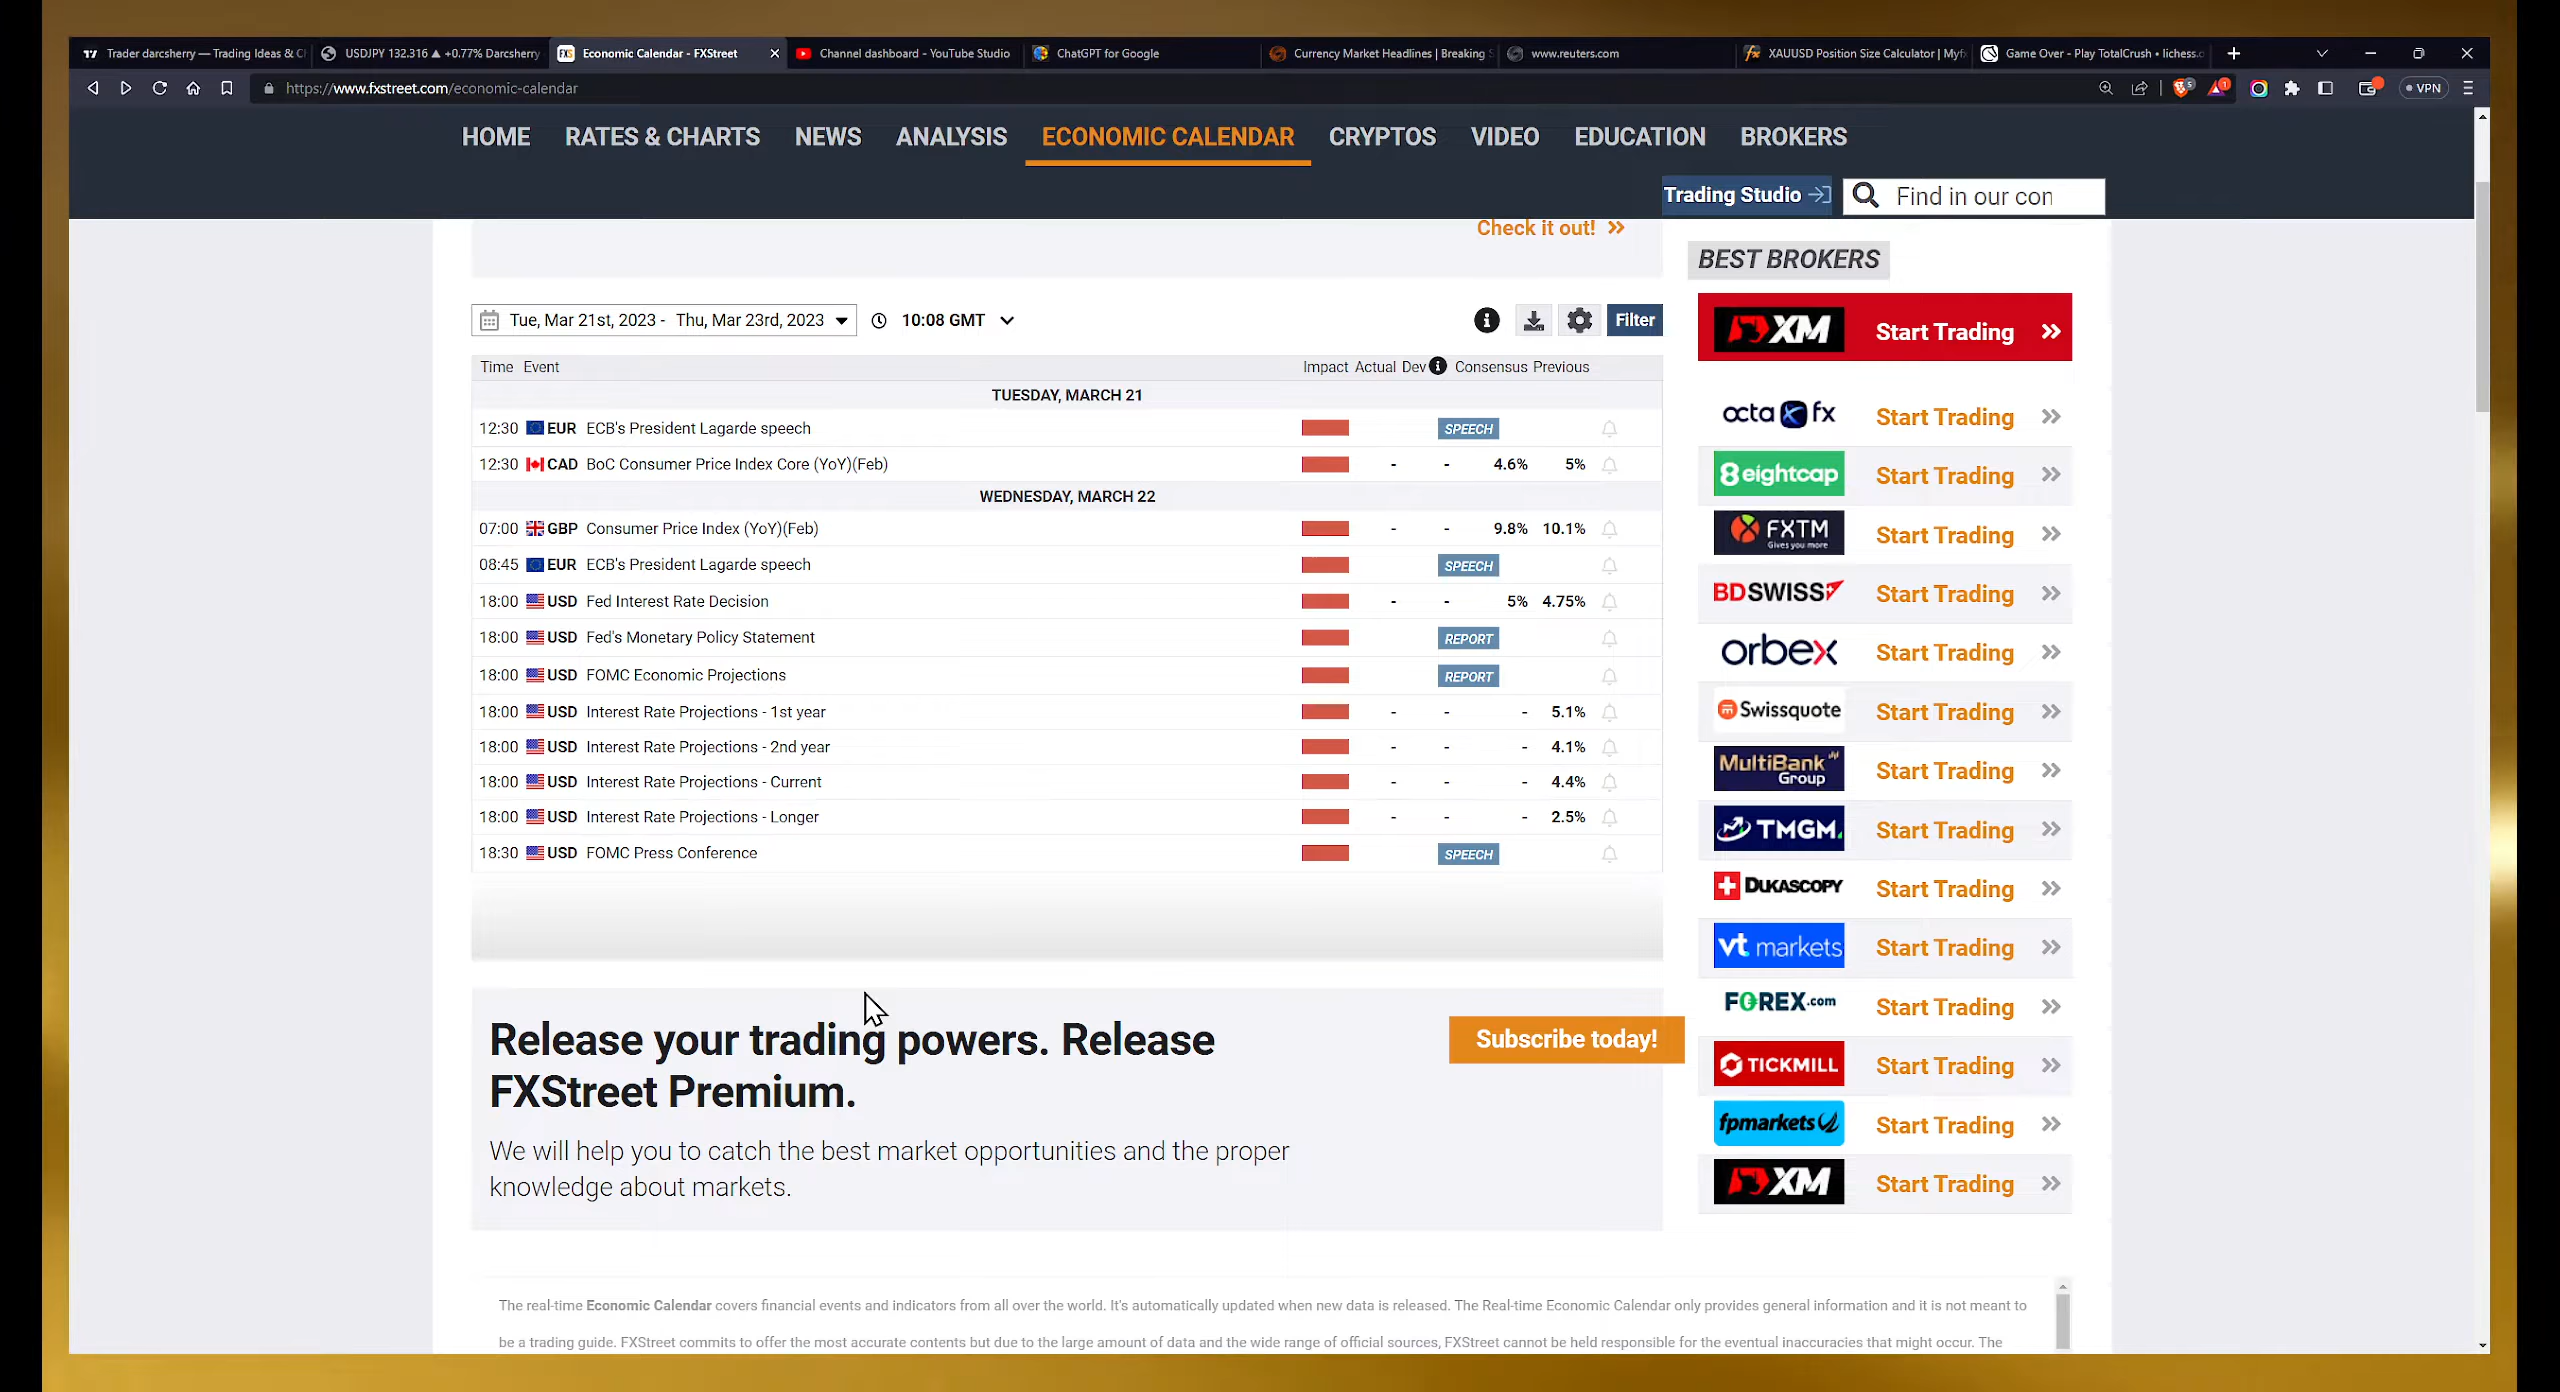 Trader darcsherry — Trading Ideas & C
USDJPY 132.316 ▲ +0.77% Darcsherry
FXS Economic Calendar - FXStreet
Channel dashboard - YouTube Studio
ChatGPT for Google
Currency Market Headlines | Breaking S
www.reuters.com
XAUUSD Position Size Calculator | Myf
Game Over - Play TotalCrush • lichess.o
https://www.fxstreet.com/economic-calendar
VPN
HOME RATES & CHARTS NEWS ANALYSIS ECONOMIC CALENDAR CRYPTOS VIDEO EDUCATION BROKERS
Trading Studio
Find in our con
Check it out!
Tue, Mar 21st, 2023 - Thu, Mar 23rd, 2023
10:08 GMT
Filter
Time Event Impact Actual Dev Consensus Previous
TUESDAY, MARCH 21
12:30 EUR ECB's President Lagarde speech SPEECH
12:30 CAD BoC Consumer Price Index Core (YoY)(Feb) - - 4.6% 5%
WEDNESDAY, MARCH 22
07:00 GBP Consumer Price Index (YoY)(Feb) - - 9.8% 10.1%
08:45 EUR ECB's President Lagarde speech SPEECH
18:00 USD Fed Interest Rate Decision - - 5% 4.75%
18:00 USD Fed's Monetary Policy Statement REPORT
18:00 USD FOMC Economic Projections REPORT
18:00 USD Interest Rate Projections - 1st year - - - 5.1%
18:00 USD Interest Rate Projections - 2nd year - - - 4.1%
18:00 USD Interest Rate Projections - Current - - - 4.4%
18:00 USD Interest Rate Projections - Longer - - - 2.5%
18:30 USD FOMC Press Conference SPEECH
Release your trading powers. Release
FXStreet Premium.
Subscribe today!
We will help you to catch the best market opportunities and the proper
knowledge about markets.
BEST BROKERS
XM Start Trading
octa fx Start Trading
8 eightcap Start Trading
FXTM Gives you more Start Trading
BDSWISS Start Trading
orbex Start Trading
Swissquote Start Trading
MultiBank Group Start Trading
TMGM Start Trading
DUKASCOPY Start Trading
vt markets Start Trading
FOREX.com Start Trading
TICKMILL Start Trading
fpmarkets Start Trading
XM Start Trading
The real-time Economic Calendar covers financial events and indicators from all over the world. It's automatically updated when new data is released. The Real-time Economic Calendar only provides general information and it is not meant to
be a trading guide. FXStreet commits to offer the most accurate contents but due to the large amount of data and the wide range of official sources, FXStreet cannot be held responsible for the eventual inaccuracies that might occur. The